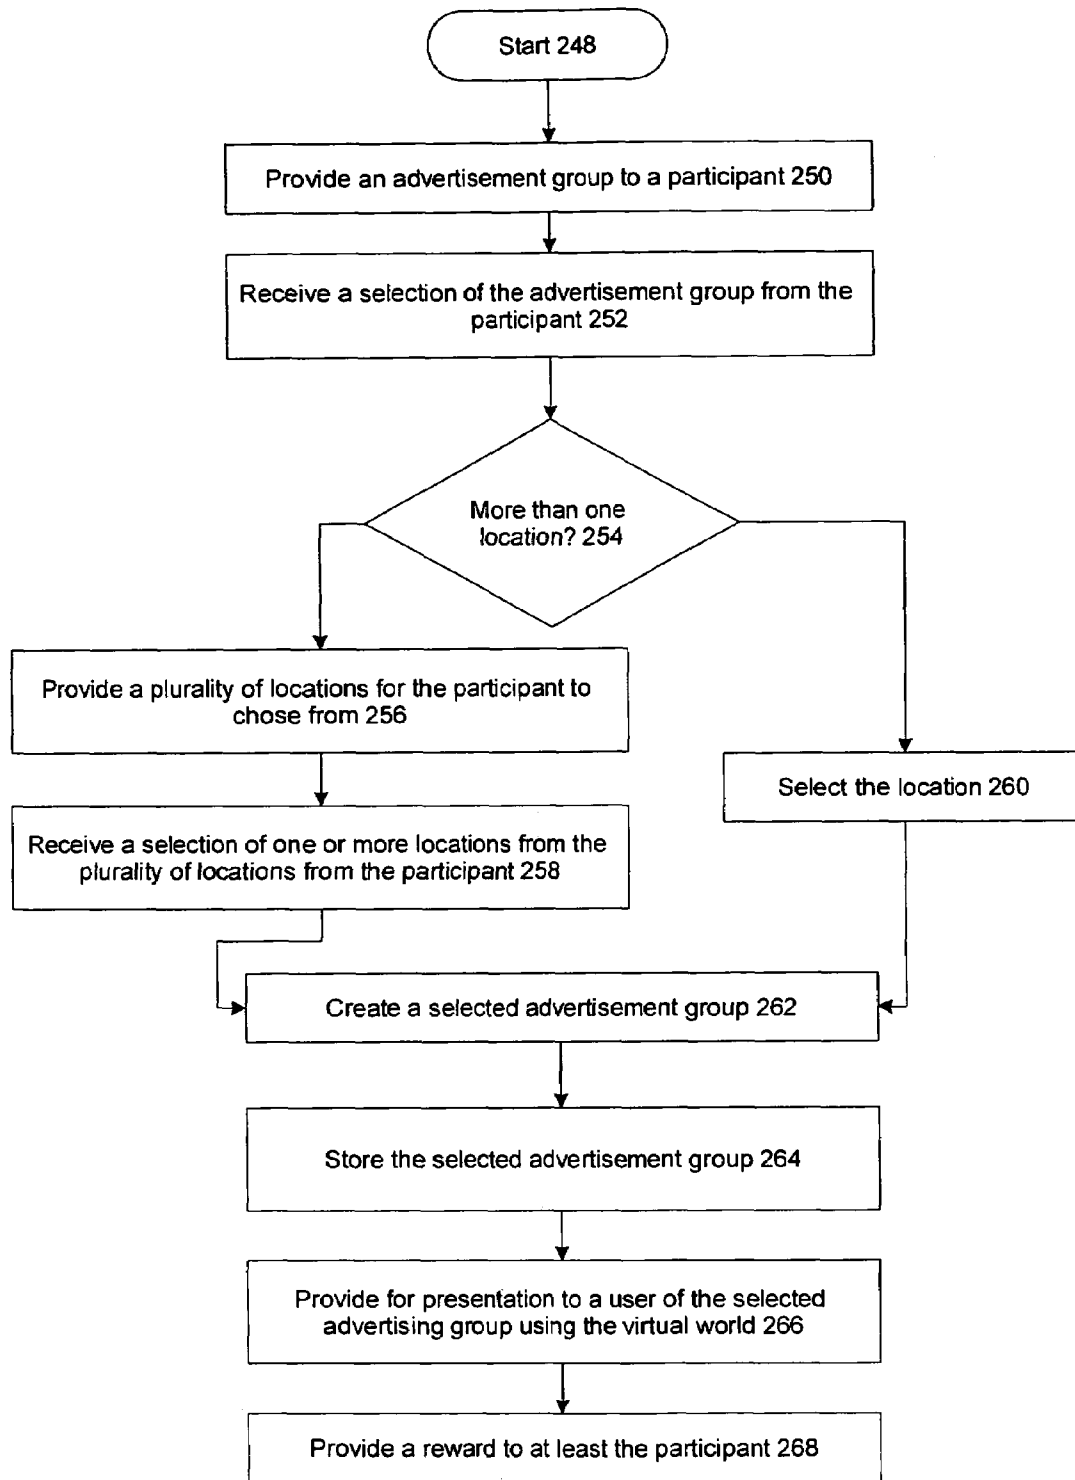 Start 248
Provide an advertisement group to a participant 250
Receive a selection of the advertisement group from the
participant 252
More than one
location? 254
Provide a plurality of locations for the participant to
chose from 256
Receive a selection of one or more locations from the
plurality of locations from the participant 258
Select the location 260
Create a selected advertisement group 262
Store the selected advertisement group 264
Provide for presentation to a user of the selected
advertising group using the virtual world 266
Provide a reward to at least the participant 268